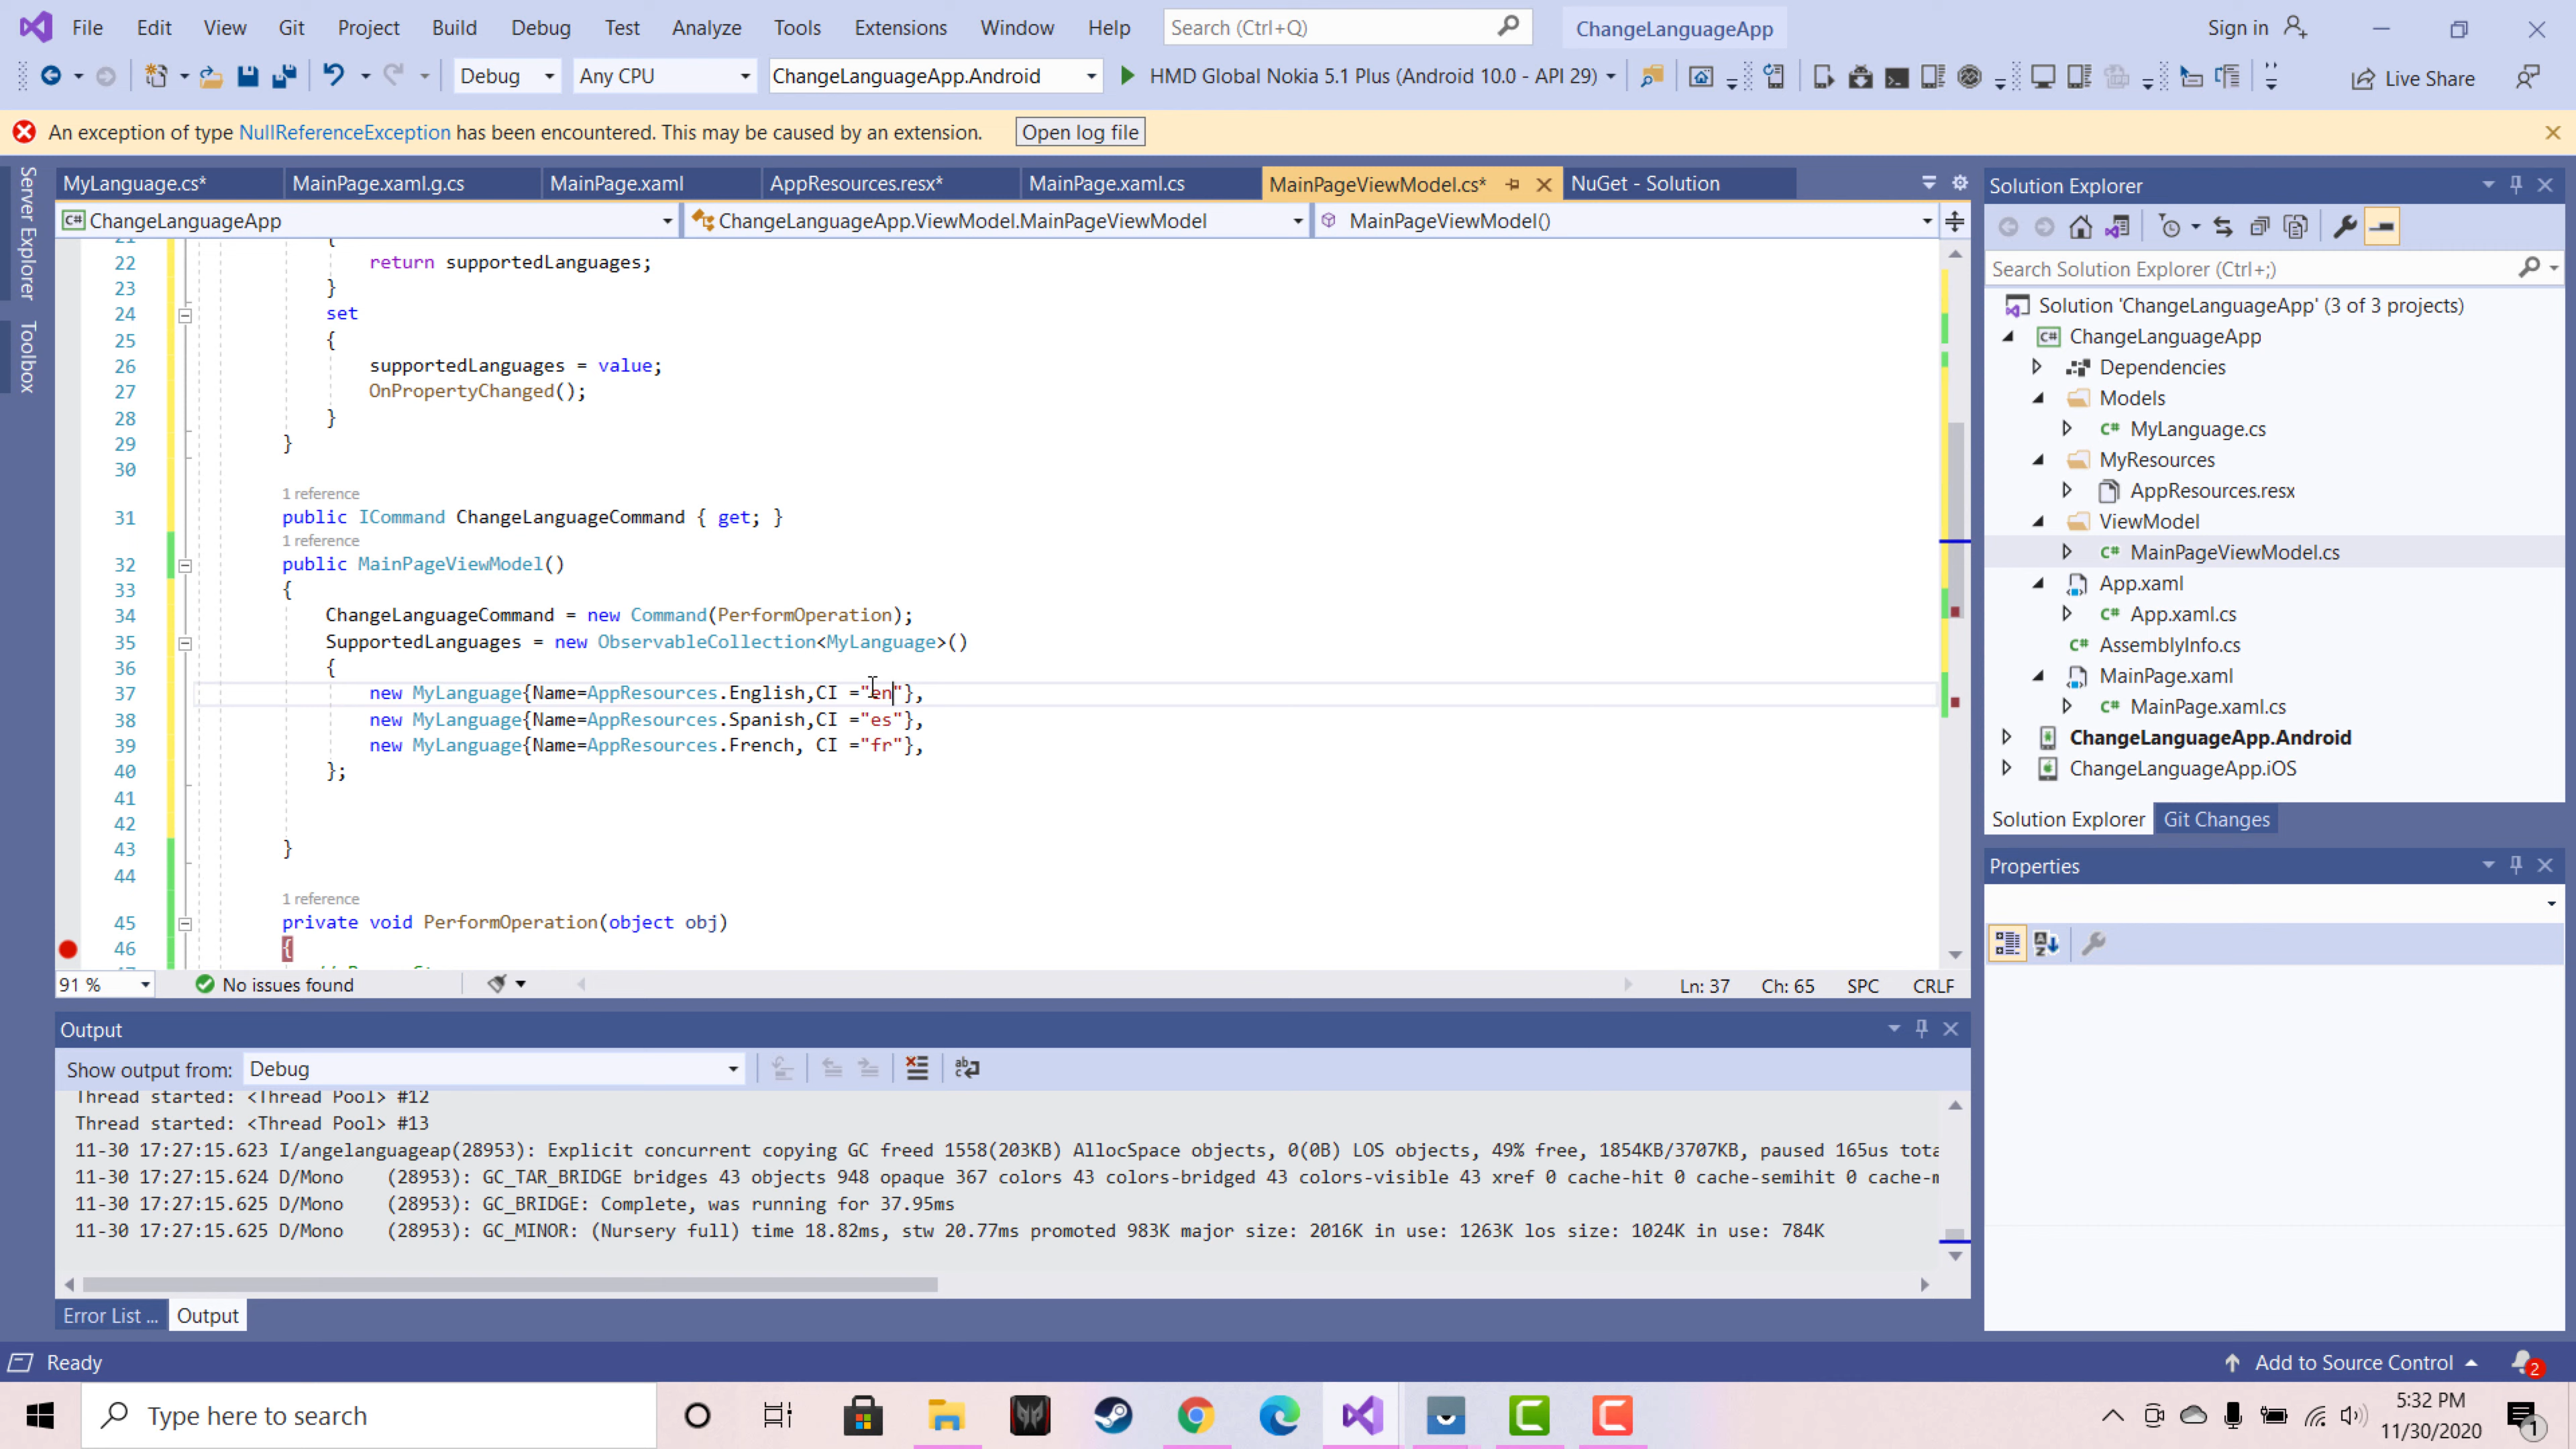 File Edit View Git Project Build Debug Test Analyze Tools Extensions Window Help Search (Ctrl+Q) ChangeLanguageApp Sign in
Debug Any CPU ChangeLanguageApp.Android HMD Global Nokia 5.1 Plus (Android 10.0 - API 29) Live Share
An exception of type NullReferenceException has been encountered. This may be caused by an extension. Open log file
Server Explorer
Toolbox
MyLanguage.cs* MainPage.xaml.g.cs MainPage.xaml AppResources.resx* MainPage.xaml.cs MainPageViewModel.cs* NuGet - Solution
ChangeLanguageApp ChangeLanguageApp.ViewModel.MainPageViewModel MainPageViewModel()
21 {
22 return supportedLanguages;
23 }
24 set
25 {
26 supportedLanguages = value;
27 OnPropertyChanged();
28 }
29 }
30
1 reference
31 public ICommand ChangeLanguageCommand { get; }
1 reference
32 public MainPageViewModel()
33 {
34 ChangeLanguageCommand = new Command(PerformOperation);
35 SupportedLanguages = new ObservableCollection<MyLanguage>()
36 {
37 new MyLanguage{Name=AppResources.English,CI ="en"},
38 new MyLanguage{Name=AppResources.Spanish,CI ="es"},
39 new MyLanguage{Name=AppResources.French, CI ="fr"},
40 };
41
42
43 }
44
1 reference
45 private void PerformOperation(object obj)
46 {
91 % No issues found Ln: 37 Ch: 65 SPC CRLF
Output
Show output from: Debug
Thread started: <Thread Pool> #12
Thread started: <Thread Pool> #13
11-30 17:27:15.623 I/angelanguageap(28953): Explicit concurrent copying GC freed 1558(203KB) AllocSpace objects, 0(0B) LOS objects, 49% free, 1854KB/3707KB, paused 165us tota
11-30 17:27:15.624 D/Mono (28953): GC_TAR_BRIDGE bridges 43 objects 948 opaque 367 colors 43 colors-bridged 43 colors-visible 43 xref 0 cache-hit 0 cache-semihit 0 cache-m
11-30 17:27:15.625 D/Mono (28953): GC_BRIDGE: Complete, was running for 37.95ms
11-30 17:27:15.625 D/Mono (28953): GC_MINOR: (Nursery full) time 18.82ms, stw 20.77ms promoted 983K major size: 2016K in use: 1263K los size: 1024K in use: 784K
Error List ... Output
Solution Explorer
Search Solution Explorer (Ctrl+;)
Solution 'ChangeLanguageApp' (3 of 3 projects)
ChangeLanguageApp
Dependencies
Models
MyLanguage.cs
MyResources
AppResources.resx
ViewModel
MainPageViewModel.cs
App.xaml
App.xaml.cs
AssemblyInfo.cs
MainPage.xaml
MainPage.xaml.cs
ChangeLanguageApp.Android
ChangeLanguageApp.iOS
Solution Explorer Git Changes
Properties
Ready Add to Source Control 2
Type here to search 5:32 PM
11/30/2020 1